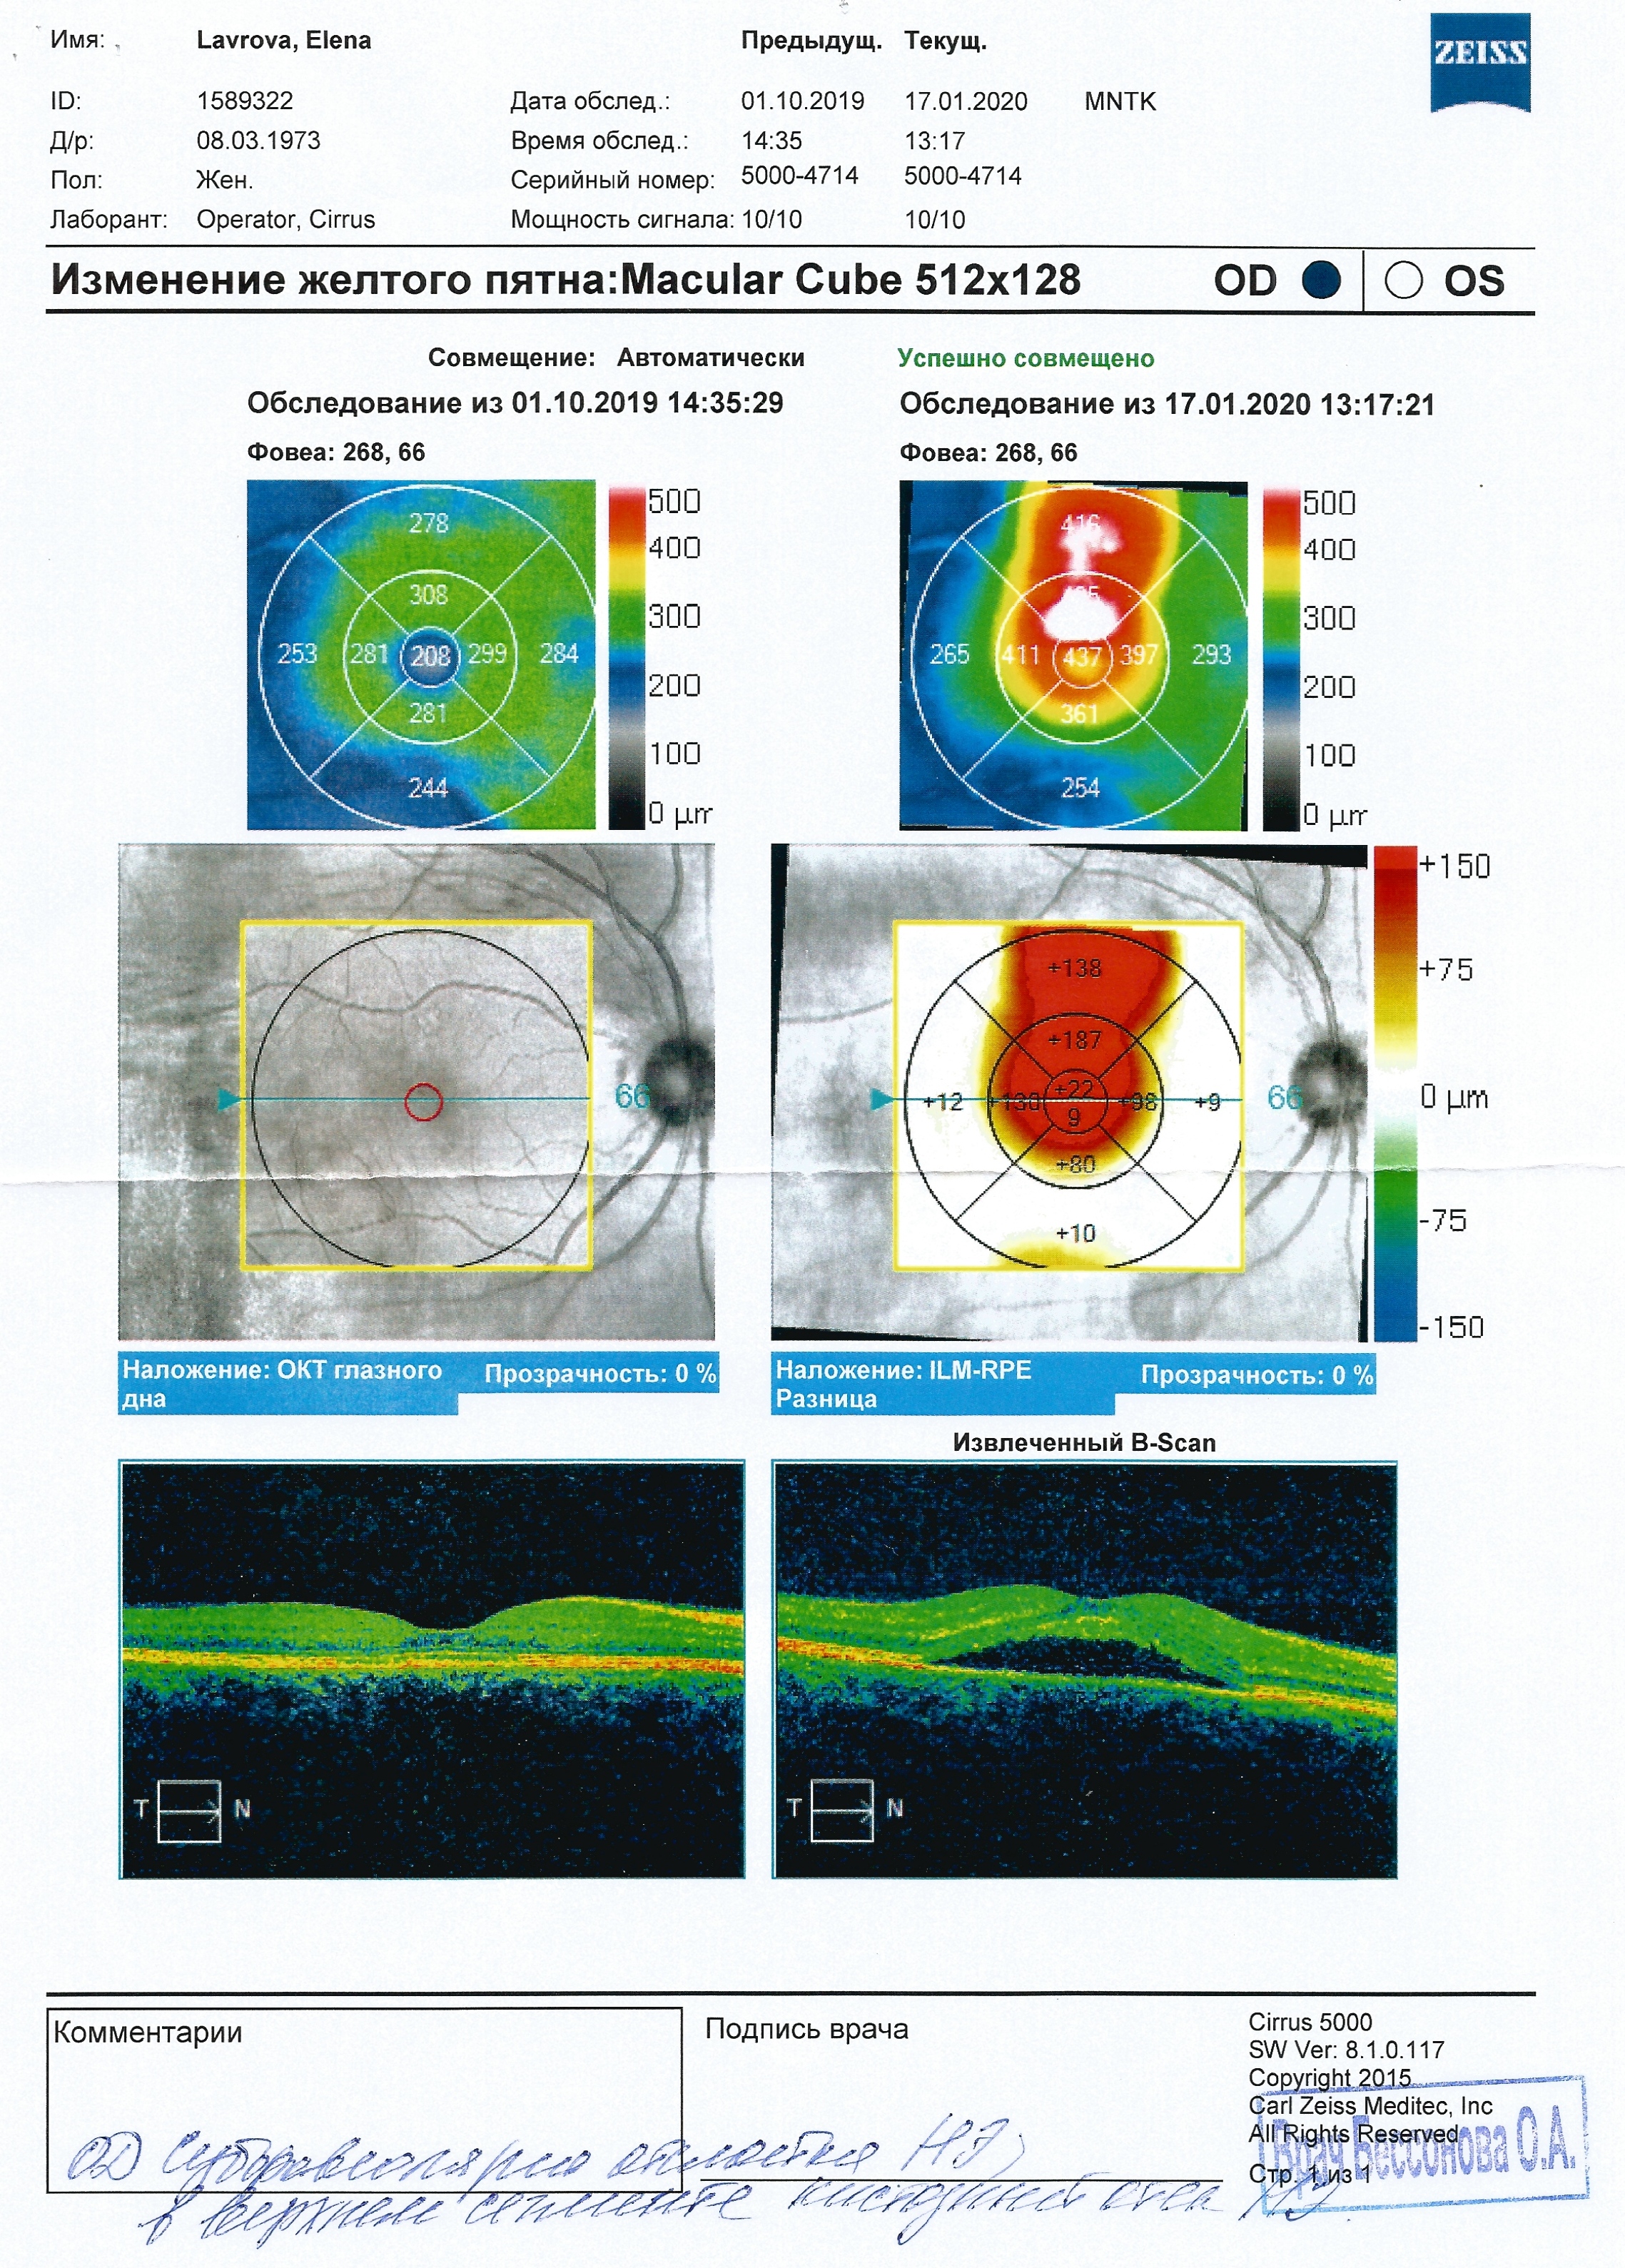 Имя: Lavrova, Elena Предыдущ. Текущ.
ZEISS
ID: 1589322 Дата обслед.: 01.10.2019 17.01.2020 MNTK
Д/р: 08.03.1973 Время обслед.: 14:35 13:17
Пол: Жен. Серийный номер: 5000-4714 5000-4714
Лаборант: Operator, Cirrus Мощность сигнала: 10/10 10/10
Изменение желтого пятна:Macular Cube 512x128 OD OS
Совмещение: Автоматически Успешно совмещено
Обследование из 01.10.2019 14:35:29 Обследование из 17.01.2020 13:17:21
Фовеа: 268, 66 Фовеа: 268, 66
278
308
253 281 208 299 284
281
244
500
400
300
200
100
0 µm
416
265 411 437 397 293
361
254
500
400
300
200
100
0 µm
66
+138
+187
+12 +130 +22 +98 +9
9
+80
+10
66
+150
+75
0 µm
-75
-150
Наложение: ОКТ глазного Прозрачность: 0 %
дна
Наложение: ILM-RPE Прозрачность: 0 %
Разница
Извлеченный B-Scan
T N
T N
Комментарии
Подпись врача
Cirrus 5000
SW Ver: 8.1.0.117
Copyright 2015
Carl Zeiss Meditec, Inc
All Rights Reserved
Стр. 1 из 1
Врач Бессонова О.А.
OD Субфовеолярно отслойка НЭ,
в верхнем сегменте кистозный отек НЭ